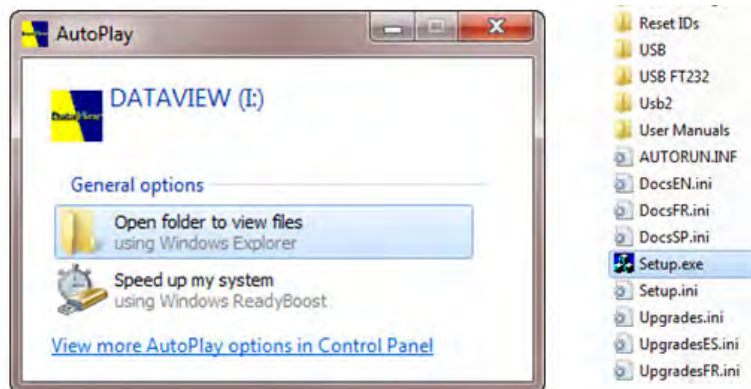 AutoPlay
DATAVIEW (I:)
DataView
General options
Open folder to view files
using Windows Explorer
Speed up my system
using Windows ReadyBoost
View more AutoPlay options in Control Panel
Reset IDs
USB
USB FT232
Usb2
User Manuals
AUTORUN.INF
DocsEN.ini
DocsFR.ini
DocsSP.ini
Setup.exe
Setup.ini
Upgrades.ini
UpgradesES.ini
UpgradesFR.ini